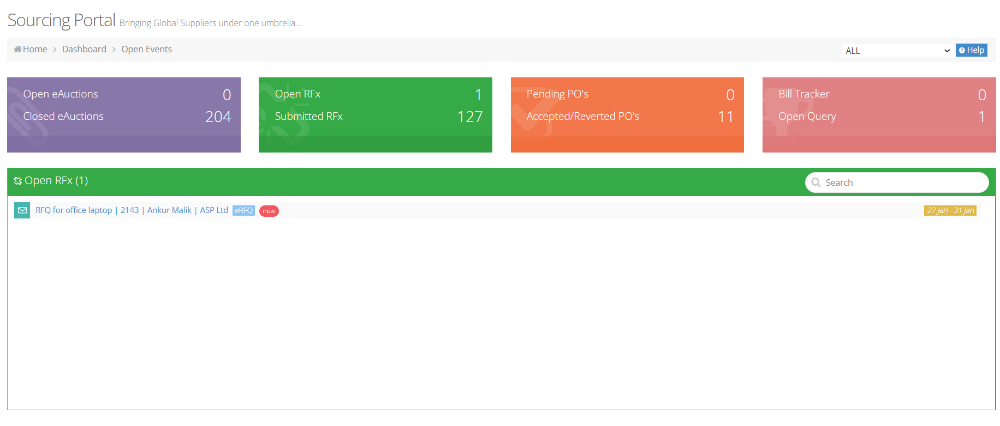 Sourcing Portal Bringing Global Suppliers under one umbrella...
Home > Dashboard > Open Events
ALL
Help
Open eAuctions 0
Closed eAuctions 204
Open RFx 1
Submitted RFx 127
Pending PO's 0
Accepted/Reverted PO's 11
Bill Tracker 0
Open Query 1
Open RFx (1)
Search
RFQ for office laptop | 2143 | Ankur Malik | ASP Ltd eRFQ new
27 Jan - 31 Jan